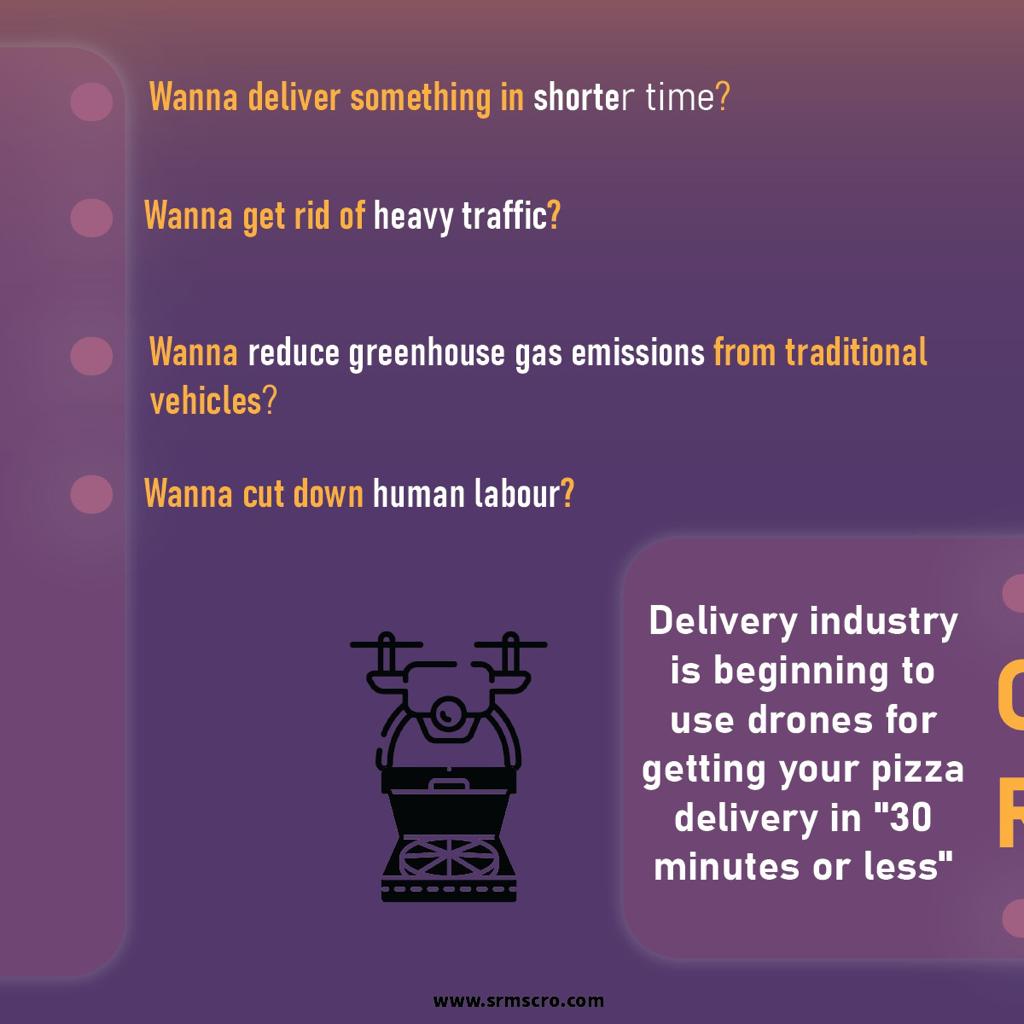 Wanna deliver something in shorter time?
Wanna get rid of heavy traffic?
Wanna reduce greenhouse gas emissions from traditional
vehicles?
Wanna cut down human labour?
Delivery industry
is beginning to
use drones for
getting your pizza
delivery in "30
minutes or less"
www.srmscro.com